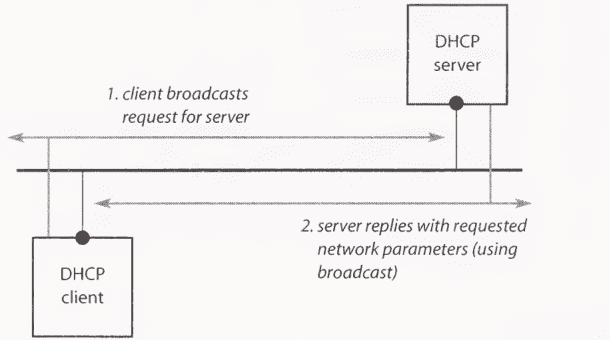 DHCP
server
1. client broadcasts
request for server
2. server replies with requested
network parameters (using
broadcast)
DHCP
client